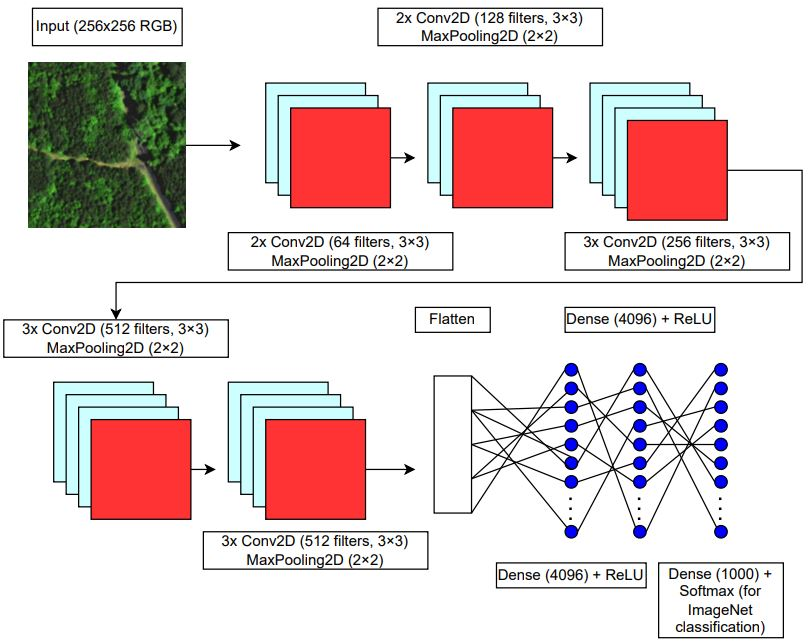 Input (256x256 RGB)
2x Conv2D (128 filters, 3×3)
MaxPooling2D (2×2)
2x Conv2D (64 filters, 3×3)
MaxPooling2D (2×2)
3x Conv2D (256 filters, 3×3)
MaxPooling2D (2×2)
3x Conv2D (512 filters, 3×3)
MaxPooling2D (2×2)
Flatten
Dense (4096) + ReLU
3x Conv2D (512 filters, 3×3)
MaxPooling2D (2×2)
Dense (4096) + ReLU
Dense (1000) +
Softmax (for
ImageNet
classification)